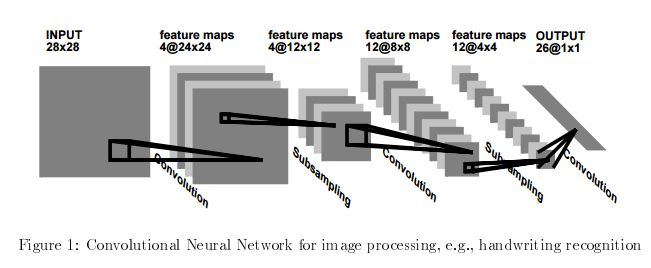 INPUT
28x28
feature maps
4@24x24
feature maps
4@12x12
feature maps
12@8x8
feature maps
12@4x4
OUTPUT
26@1x1
Convolution
Subsampling
Convolution
Subsampling
Convolution
Figure 1: Convolutional Neural Network for image processing, e.g., handwriting recognition